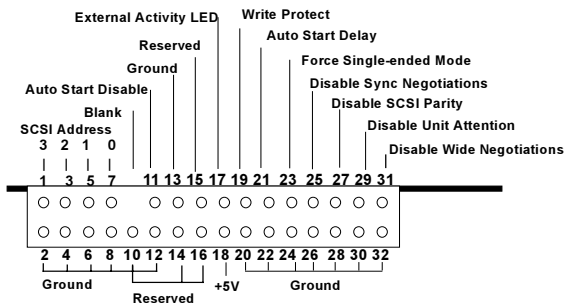 External Activity LED
Write Protect
Reserved
Auto Start Delay
Ground
Force Single-ended Mode
Auto Start Disable
Disable Sync Negotiations
Blank
Disable SCSI Parity
SCSI Address
Disable Unit Attention
3 2 1 0
Disable Wide Negotiations
1 3 5 7 11 13 15 17 19 21 23 25 27 29 31
2 4 6 8 10 12 14 16 18 20 22 24 26 28 30 32
Ground
+5V
Ground
Reserved